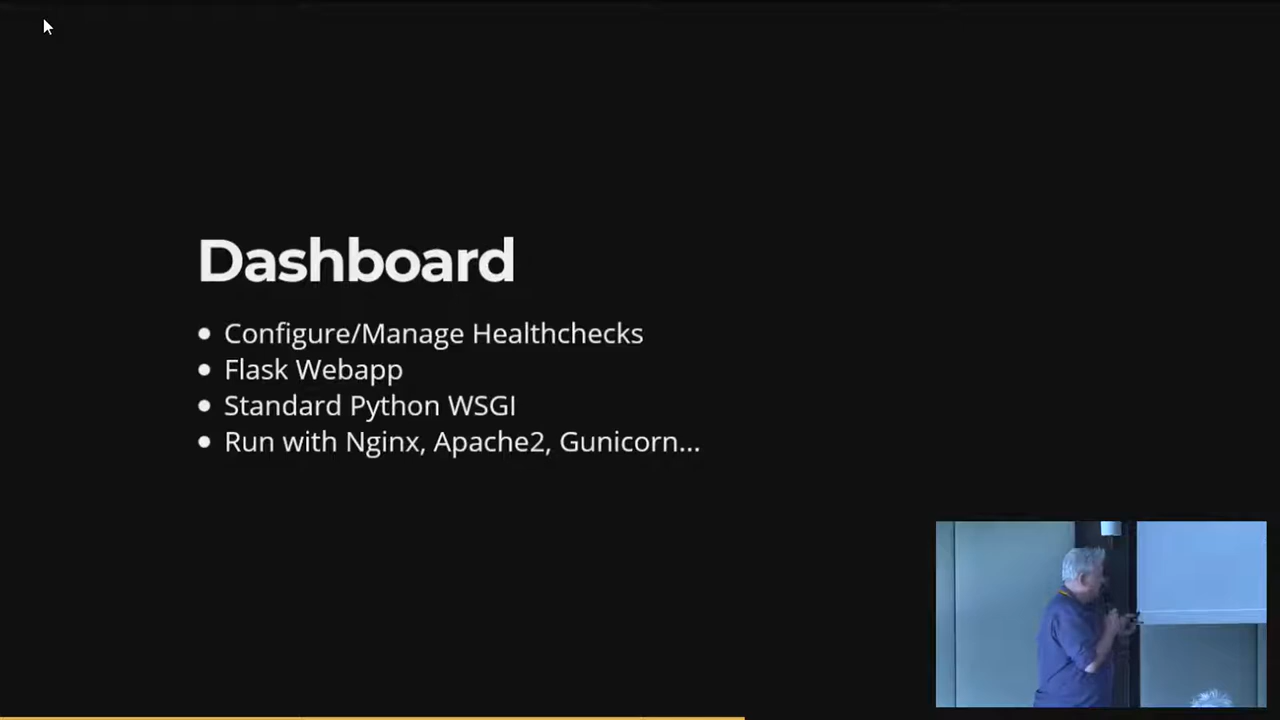 Dashboard
Configure/Manage Healthchecks
Flask Webapp
Standard Python WSGI
Run with Nginx, Apache2, Gunicorn...